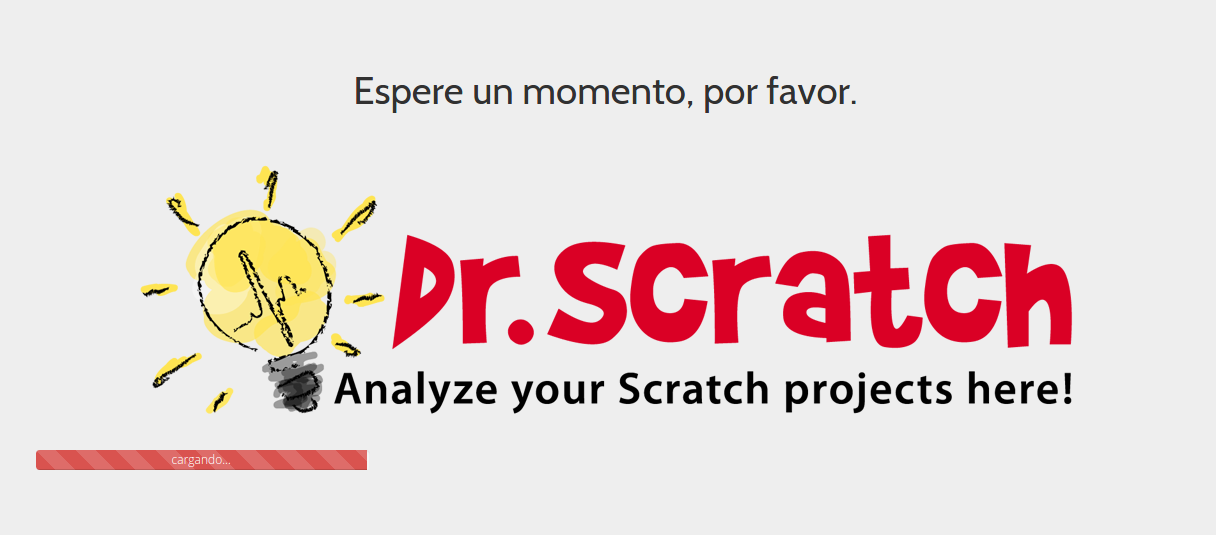 Espere un momento, por favor.
Dr.Scratch
Analyze your Scratch projects here!
cargando...